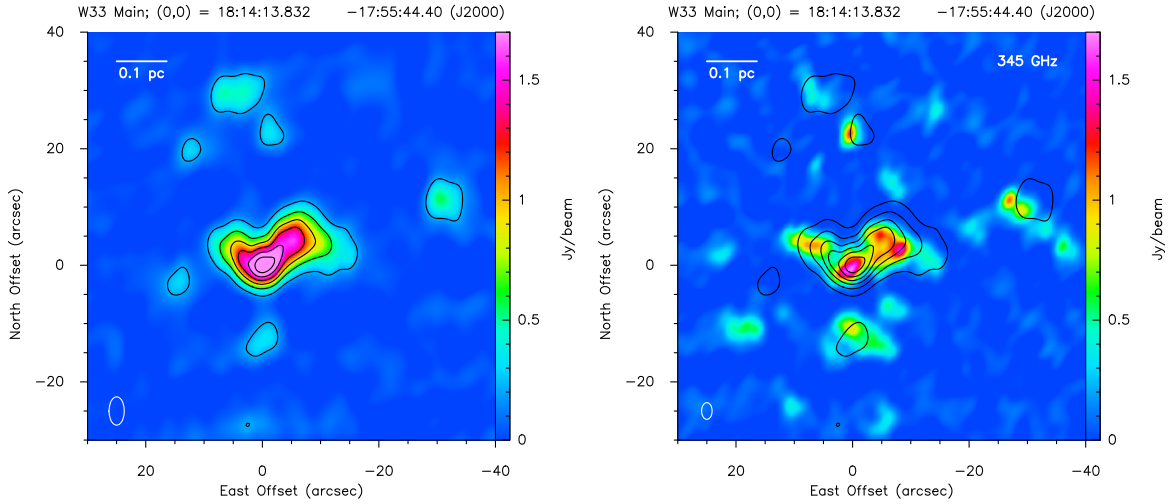 W33 Main; (0,0) = 18:14:13.832 −17:55:44.40 (J2000)
W33 Main; (0,0) = 18:14:13.832 −17:55:44.40 (J2000)
40
20
0
−20
North Offset (arcsec)
0.1 pc
20 0 −20 −40
East Offset (arcsec)
1.5
1
0.5
0
Jy/beam
40
20
0
−20
North Offset (arcsec)
0.1 pc
345 GHz
20 0 −20 −40
East Offset (arcsec)
1.5
1
0.5
0
Jy/beam